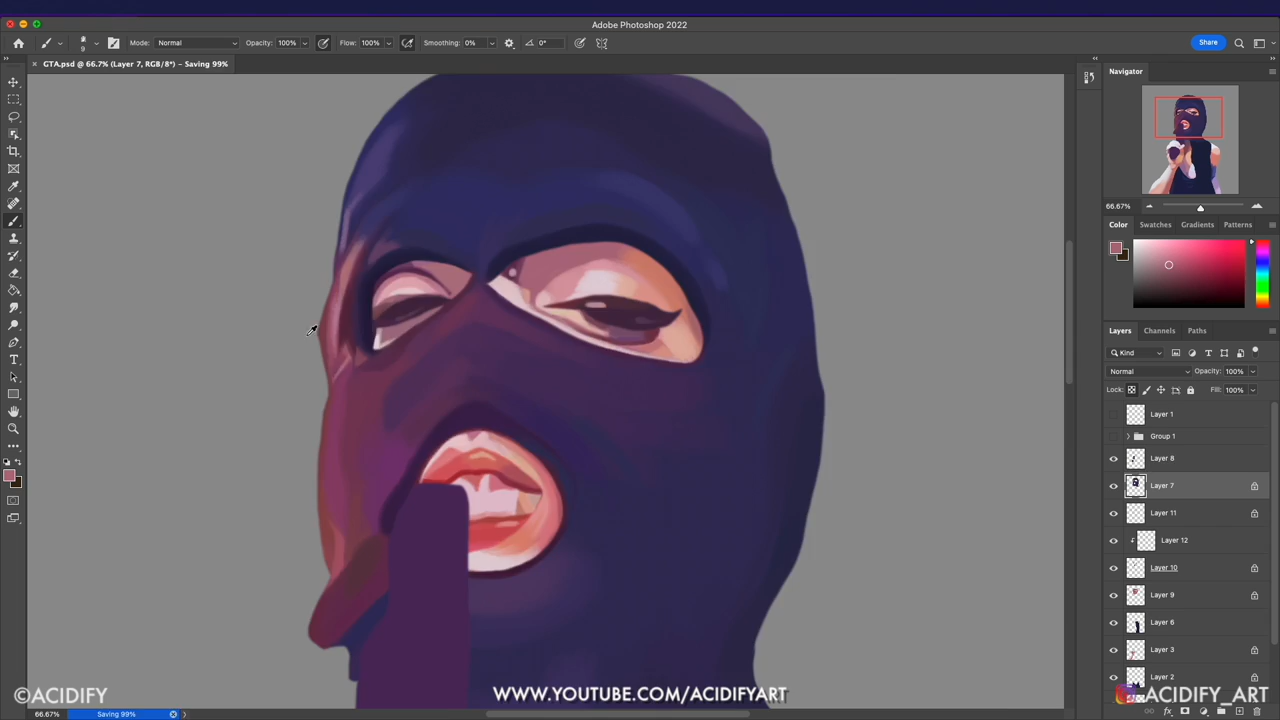 Adobe Photoshop 2022
Mode: Normal Opacity: 100% Flow: 100% Smoothing: 0% 0° Share
GTA.psd @ 66.7% (Layer 7, RGB/8*) – Saving 99%
Navigator
66.67%
Color Swatches Gradients Patterns
Layers Channels Paths
Kind
Normal Opacity: 100%
Lock: Fill: 100%
Layer 1
Group 1
Layer 8
Layer 7
Layer 11
Layer 12
Layer 10
Layer 9
Layer 6
Layer 3
Layer 2
©ACIDIFY
WWW.YOUTUBE.COM/ACIDIFYART
ACIDIFY_ART
66.67% Saving 99%